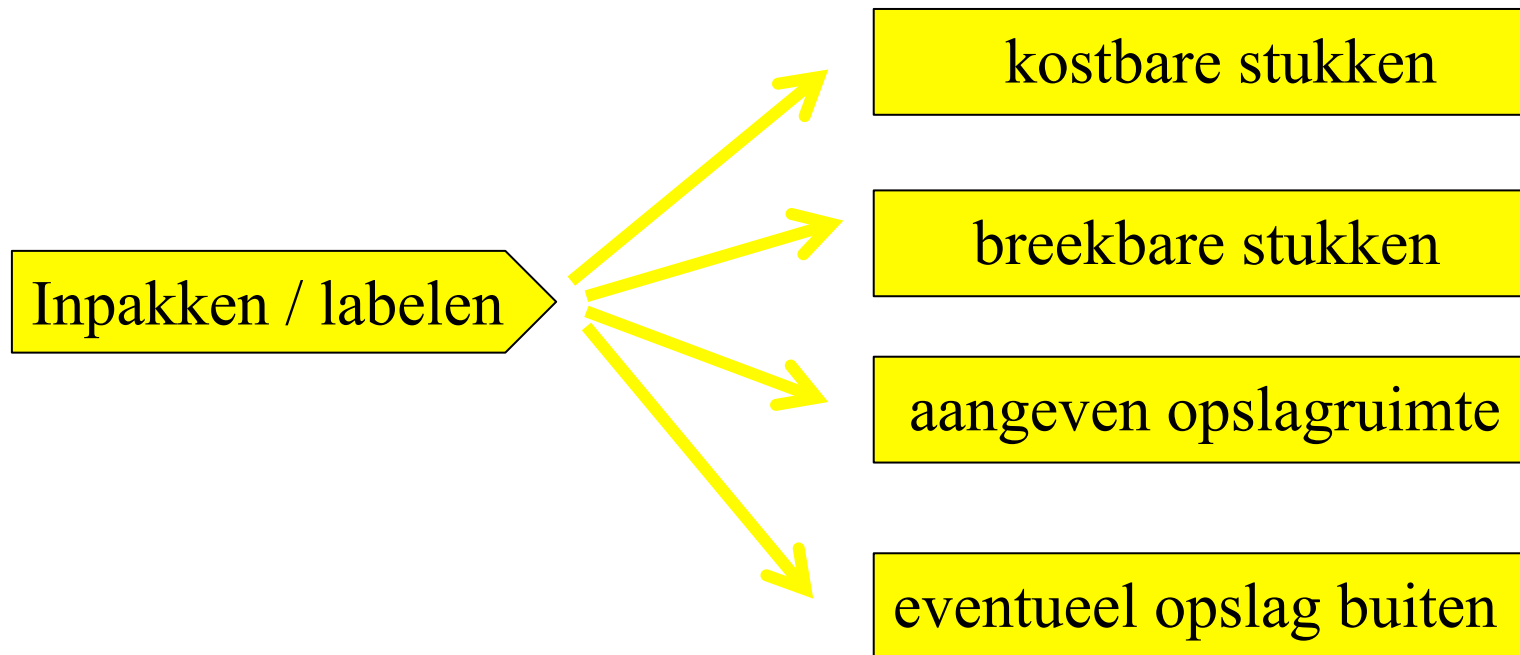 Inpakken / labelen
kostbare stukken
breekbare stukken
aangeven opslagruimte
eventueel opslag buiten